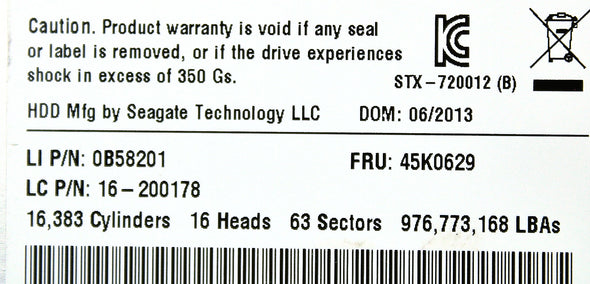 Caution. Product warranty is void if any seal
or label is removed, or if the drive experiences
shock in excess of 350 Gs.
KC
STX-720012 (B)
HDD Mfg by Seagate Technology LLC DOM: 06/2013
LI P/N: 0B58201 FRU: 45K0629
LC P/N: 16-200178
16,383 Cylinders 16 Heads 63 Sectors 976,773,168 LBAs